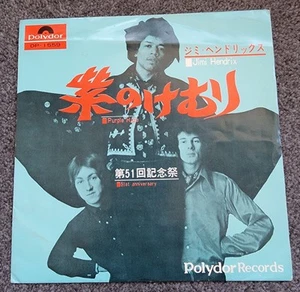 Polydor
DP-1559
ジミ・ヘンドリックス
Jimi Hendrix
紫のけむり
Purple Haze
第51回記念祭
51st anniversary
Polydor Records